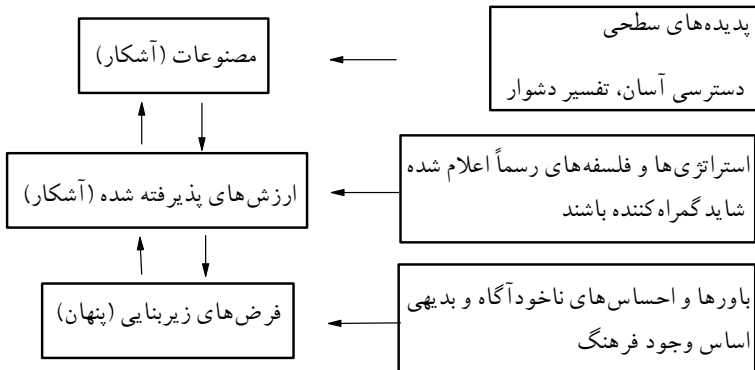 پدیده‌های سطحی
دسترسی آسان، تفسیر دشوار
مصنوعات (آشکار)
استراتژی‌ها و فلسفه‌های رسماً اعلام شده
شاید گمراه‌کننده باشند
ارزش‌های پذیرفته شده (آشکار)
باورها و احساس‌های ناخودآگاه و بدیهی
اساس وجود فرهنگ
فرض‌های زیربنایی (پنهان)